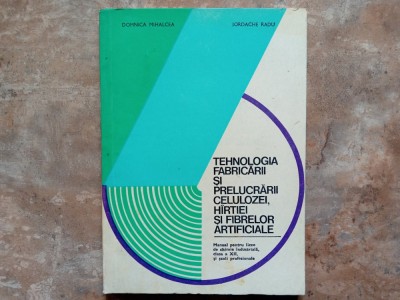 DOMNICA MIHALCEA IORDACHE RADU
TEHNOLOGIA
FABRICĂRII
ȘI
PRELUCRĂRII
CELULOZEI,
HÎRTIEI
ȘI FIBRELOR
ARTIFICIALE
Manual pentru licee
de chimie industrială,
clasa a XII,
și școli profesionale